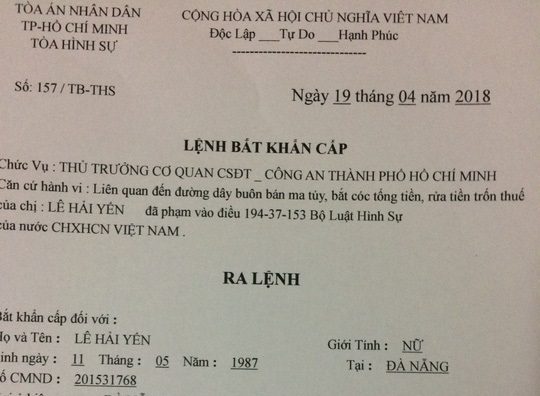 TÒA ÁN NHÂN DÂN
TP-HỒ CHÍ MINH
TÒA HÌNH SỰ
CỘNG HÒA XÃ HỘI CHỦ NGHĨA VIỆT NAM
Độc Lập ___Tự Do ___Hạnh Phúc
------------------------------
Số: 157 / TB-THS
Ngày 19 tháng 04 năm 2018
LỆNH BẮT KHẨN CẤP
Chức Vụ : THỦ TRƯỞNG CƠ QUAN CSĐT _ CÔNG AN THÀNH PHỐ HỒ CHÍ MINH
Căn cứ hành vi : Liên quan đến đường dây buôn bán ma túy, bắt cóc tống tiền, rửa tiền trốn thuế
của chị : LÊ HẢI YẾN đã phạm vào điều 194-37-153 Bộ Luật Hình Sự
của nước CHXHCN VIỆT NAM .
RA LỆNH
Bắt khẩn cấp đối với :
Họ và Tên : LÊ HẢI YẾN Giới Tính : NỮ
Sinh ngày : 11 Tháng : 05 Năm : 1987 Tại : ĐÀ NẴNG
Số CMND : 201531768